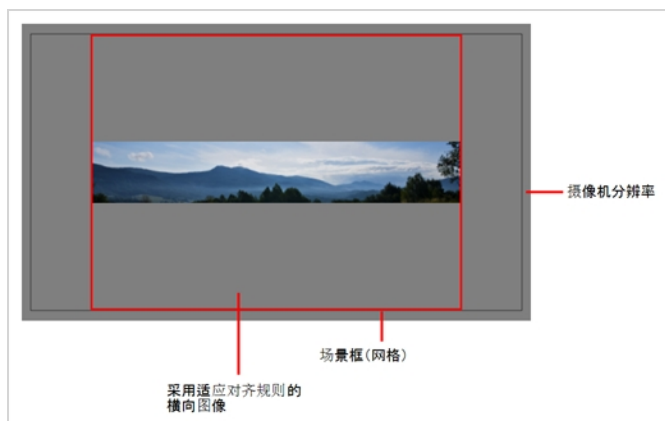 摄像机分辨率
场景框(网格)
采用适应对齐规则的
横向图像